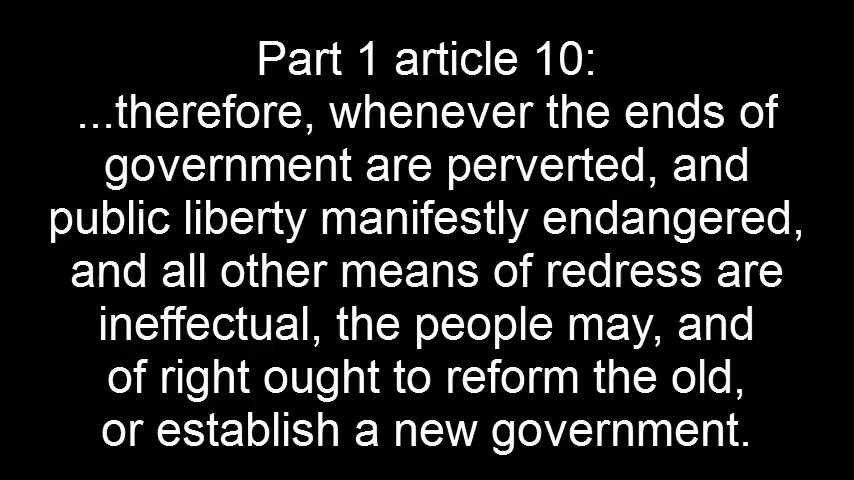 Part 1 article 10:
...therefore, whenever the ends of
government are perverted, and
public liberty manifestly endangered,
and all other means of redress are
ineffectual, the people may, and
of right ought to reform the old,
or establish a new government.